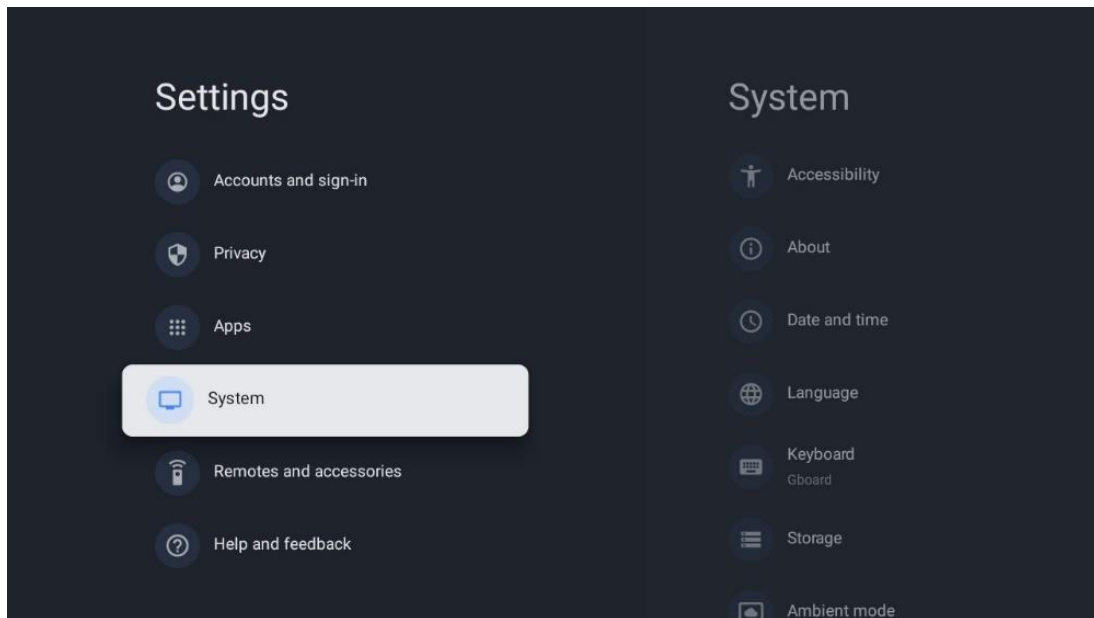 Settings
Accounts and sign-in
Privacy
Apps
System
Remotes and accessories
Help and feedback
System
Accessibility
About
Date and time
Language
Keyboard
Gboard
Storage
Ambient mode